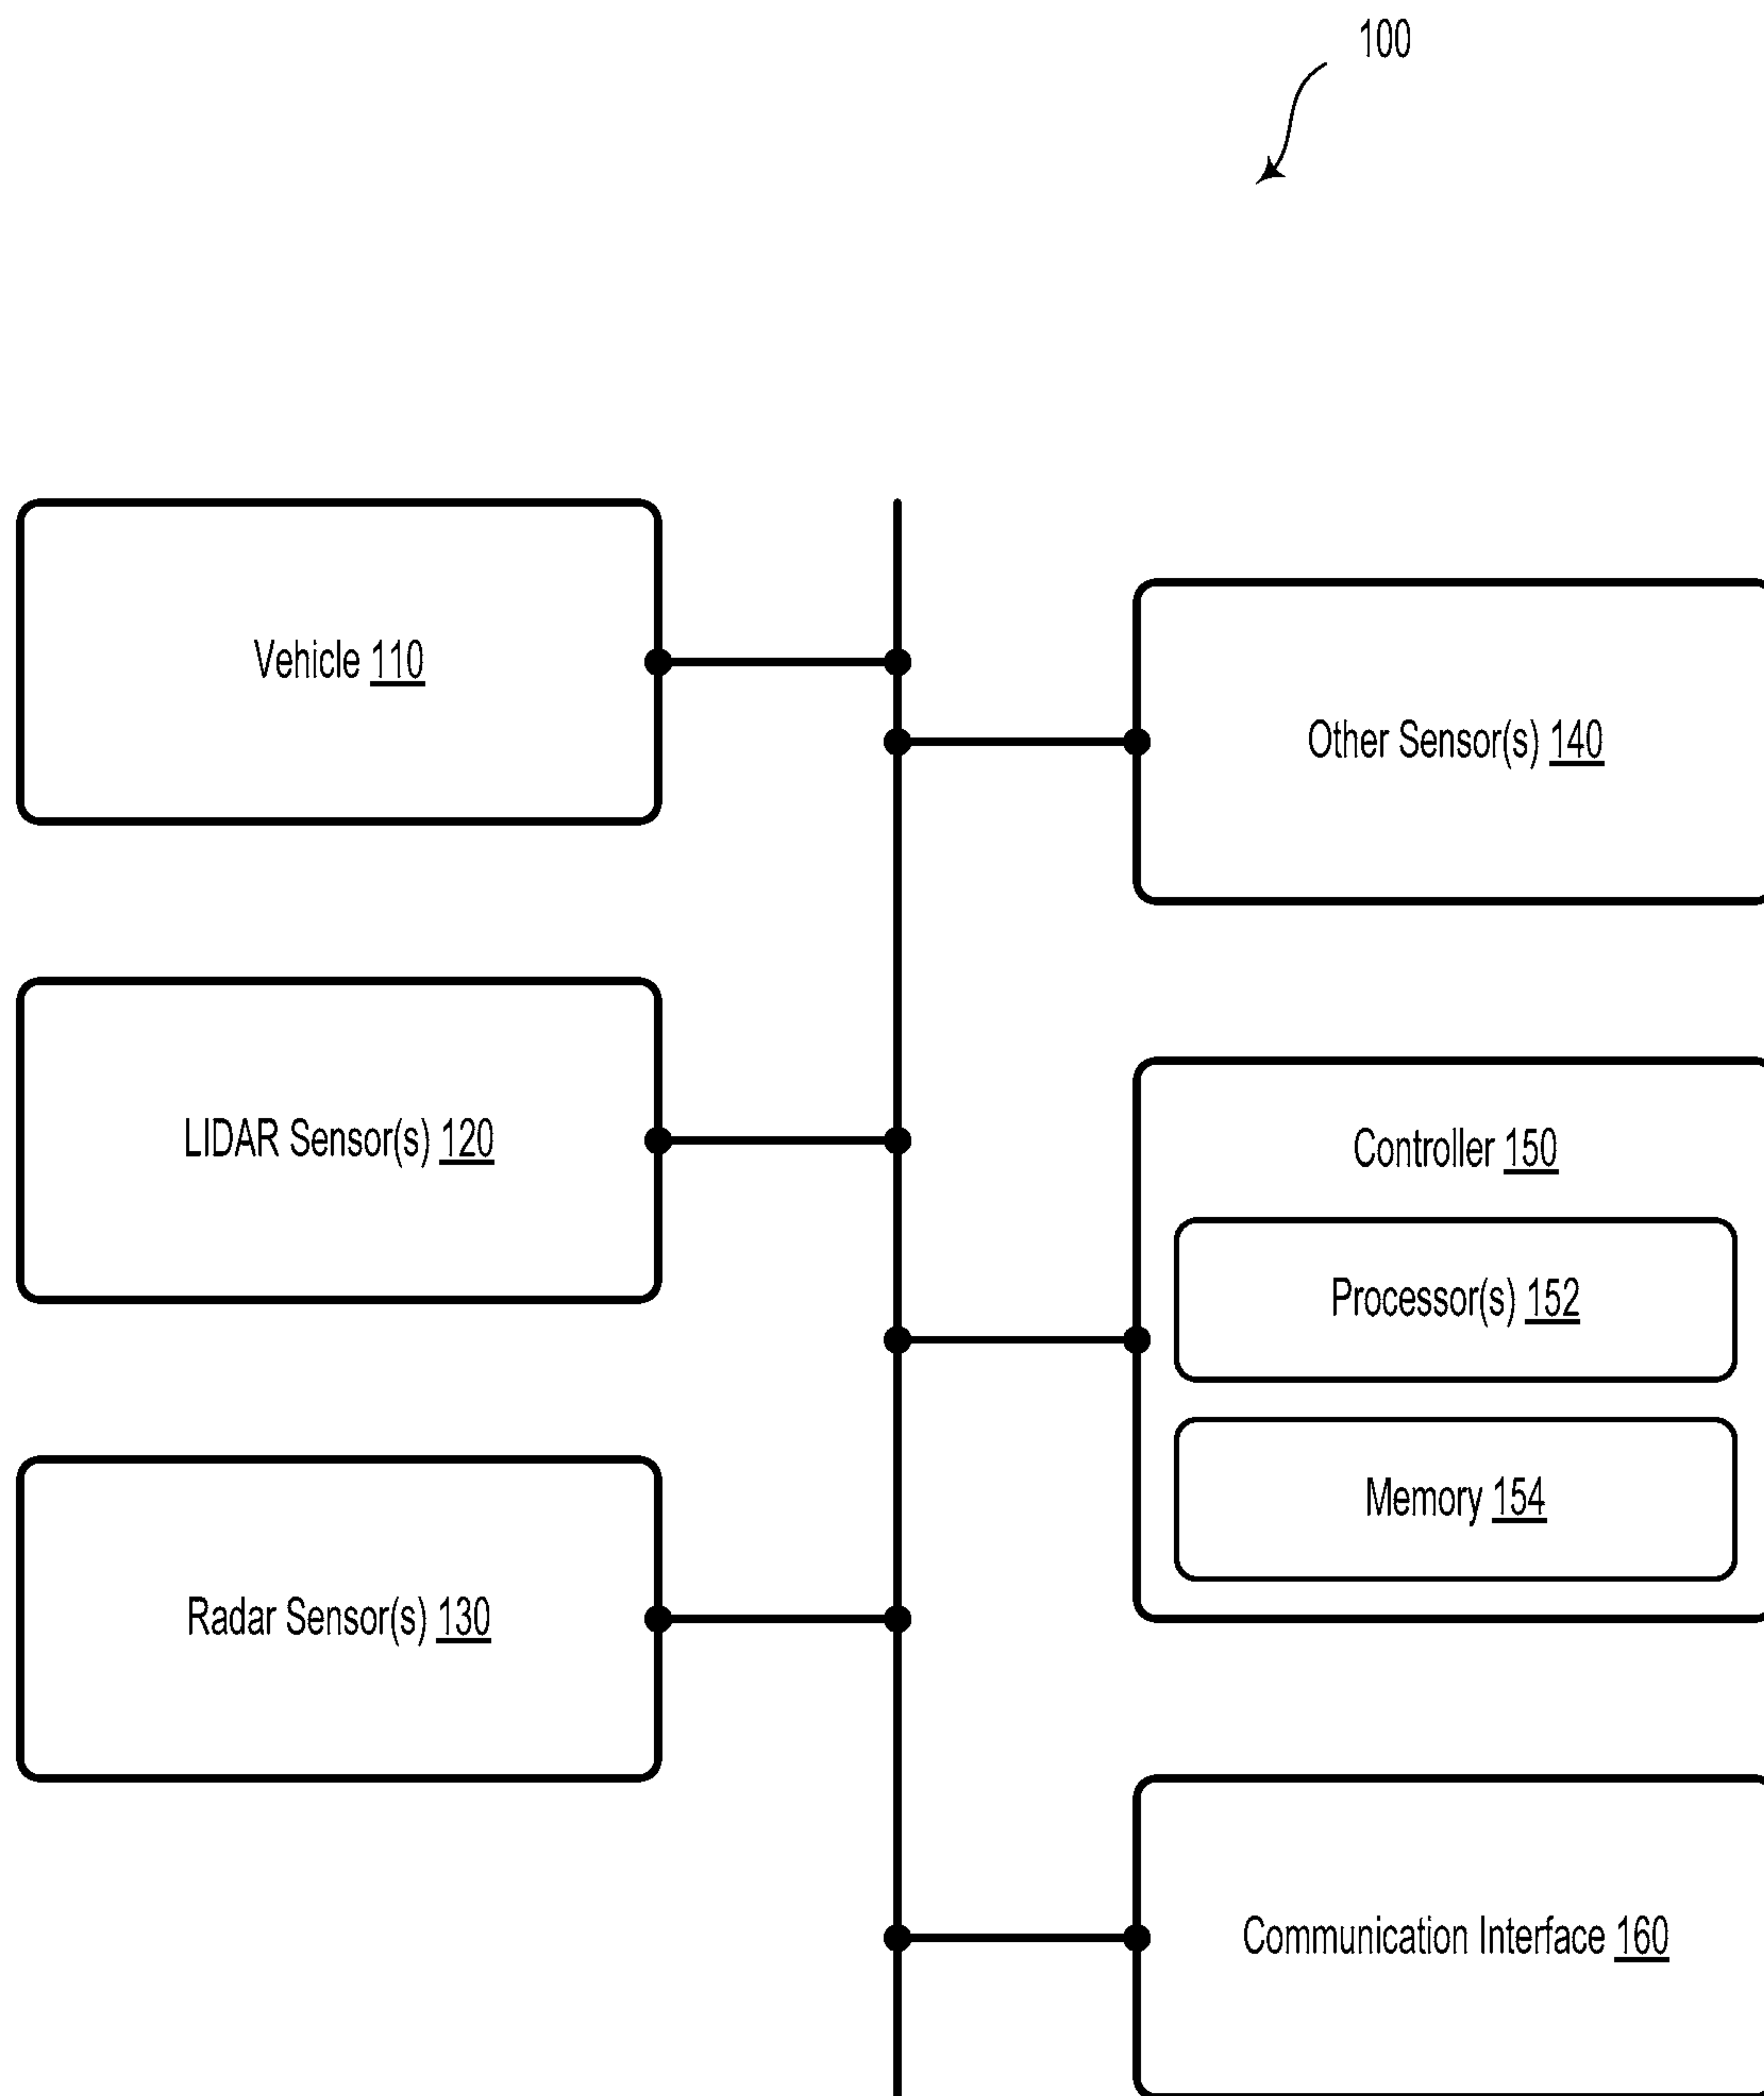 100
Vehicle 110
Other Sensor(s) 140
LIDAR Sensor(s) 120
Controller 150
Processor(s) 152
Memory 154
Radar Sensor(s) 130
Communication Interface 160